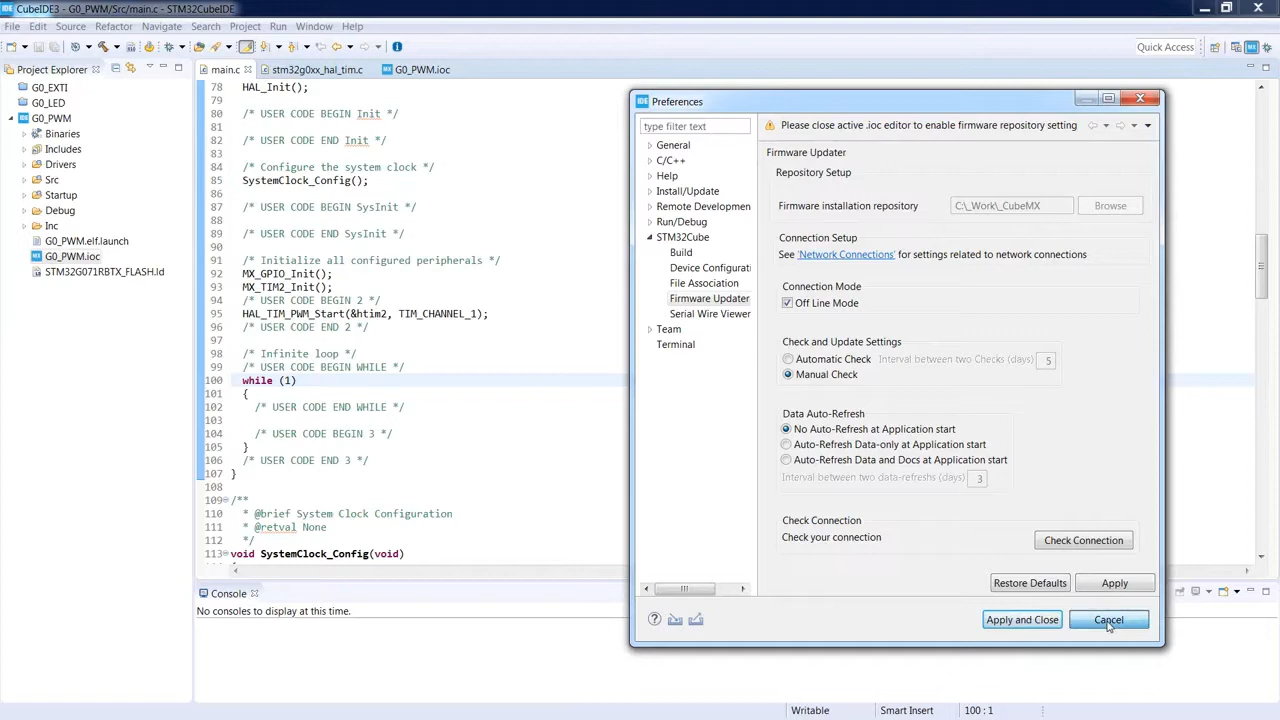 CubeIDE3 - G0_PWM/Src/main.c - STM32CubeIDE
File Edit Source Refactor Navigate Search Project Run Window Help
Quick Access
Project Explorer
G0_EXTI
G0_LED
G0_PWM
Binaries
Includes
Drivers
Src
Startup
Debug
Inc
G0_PWM.elf.launch
G0_PWM.ioc
STM32G071RBTX_FLASH.ld
main.c stm32g0xx_hal_tim.c G0_PWM.ioc
78 HAL_Init();
79
80 /* USER CODE BEGIN Init */
81
82 /* USER CODE END Init */
83
84 /* Configure the system clock */
85 SystemClock_Config();
86
87 /* USER CODE BEGIN SysInit */
88
89 /* USER CODE END SysInit */
90
91 /* Initialize all configured peripherals */
92 MX_GPIO_Init();
93 MX_TIM2_Init();
94 /* USER CODE BEGIN 2 */
95 HAL_TIM_PWM_Start(&htim2, TIM_CHANNEL_1);
96 /* USER CODE END 2 */
97
98 /* Infinite loop */
99 /* USER CODE BEGIN WHILE */
100 while (1)
101 {
102 /* USER CODE END WHILE */
103
104 /* USER CODE BEGIN 3 */
105 }
106 /* USER CODE END 3 */
107 }
108
109 /**
110 * @brief System Clock Configuration
111 * @retval None
112 */
113 void SystemClock_Config(void)
Console
No consoles to display at this time.
Preferences
type filter text
General
C/C++
Help
Install/Update
Remote Developmen
Run/Debug
STM32Cube
Build
Device Configurati
File Association
Firmware Updater
Serial Wire Viewer
Team
Terminal
Please close active .ioc editor to enable firmware repository setting
Firmware Updater
Repository Setup
Firmware installation repository C:\_Work\_CubeMX Browse
Connection Setup
See 'Network Connections' for settings related to network connections
Connection Mode
Off Line Mode
Check and Update Settings
Automatic Check Interval between two Checks (days) 5
Manual Check
Data Auto-Refresh
No Auto-Refresh at Application start
Auto-Refresh Data-only at Application start
Auto-Refresh Data and Docs at Application start
Interval between two data-refreshs (days) 3
Check Connection
Check your connection Check Connection
Restore Defaults Apply
Apply and Close Cancel
Writable Smart Insert 100 : 1